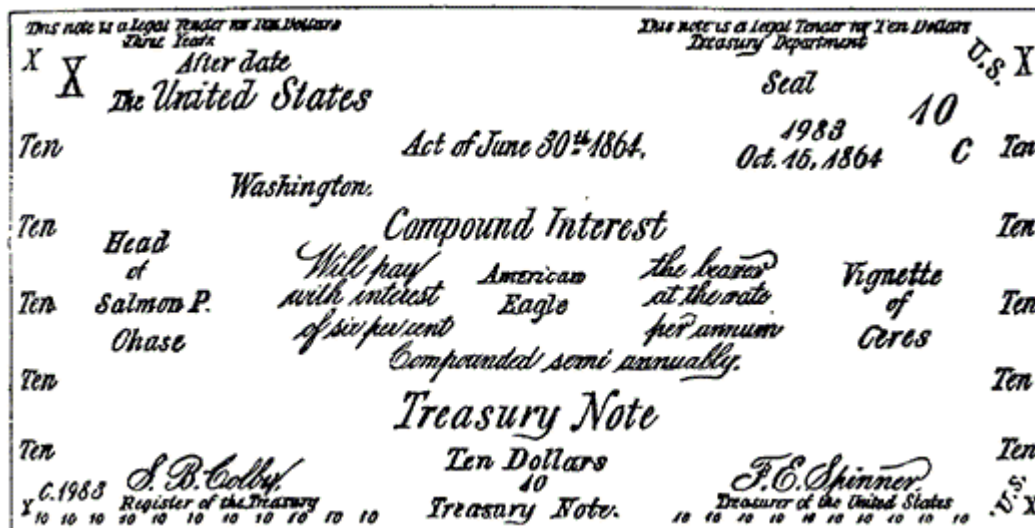 This note is a Legal Tender for Ten Dollars This note is a Legal Tender for Ten Dollars
Three Years Treasury Department
X X After date Seal U.S. X
The United States 10
Ten Act of June 30th 1864. 1983 C Ten
Oct. 15, 1864
Washington.
Ten Compound Interest Ten
Head Will pay American the bearer Vignette
of with interest Eagle at the rate of
Ten Salmon P. of six per cent per annum Ceres Ten
Chase
Compounded semi annually.
Ten Ten
Treasury Note
Ten Ten Dollars Ten
C.1983 S. B. Colby 10 F. E. Spinner. U.S.
Register of the Treasury Treasury Note. Treasurer of the United States
Y 10 10 10 10 10 10 10 10 10 10 10 10 10 10 10 10 10 10 10 10 10